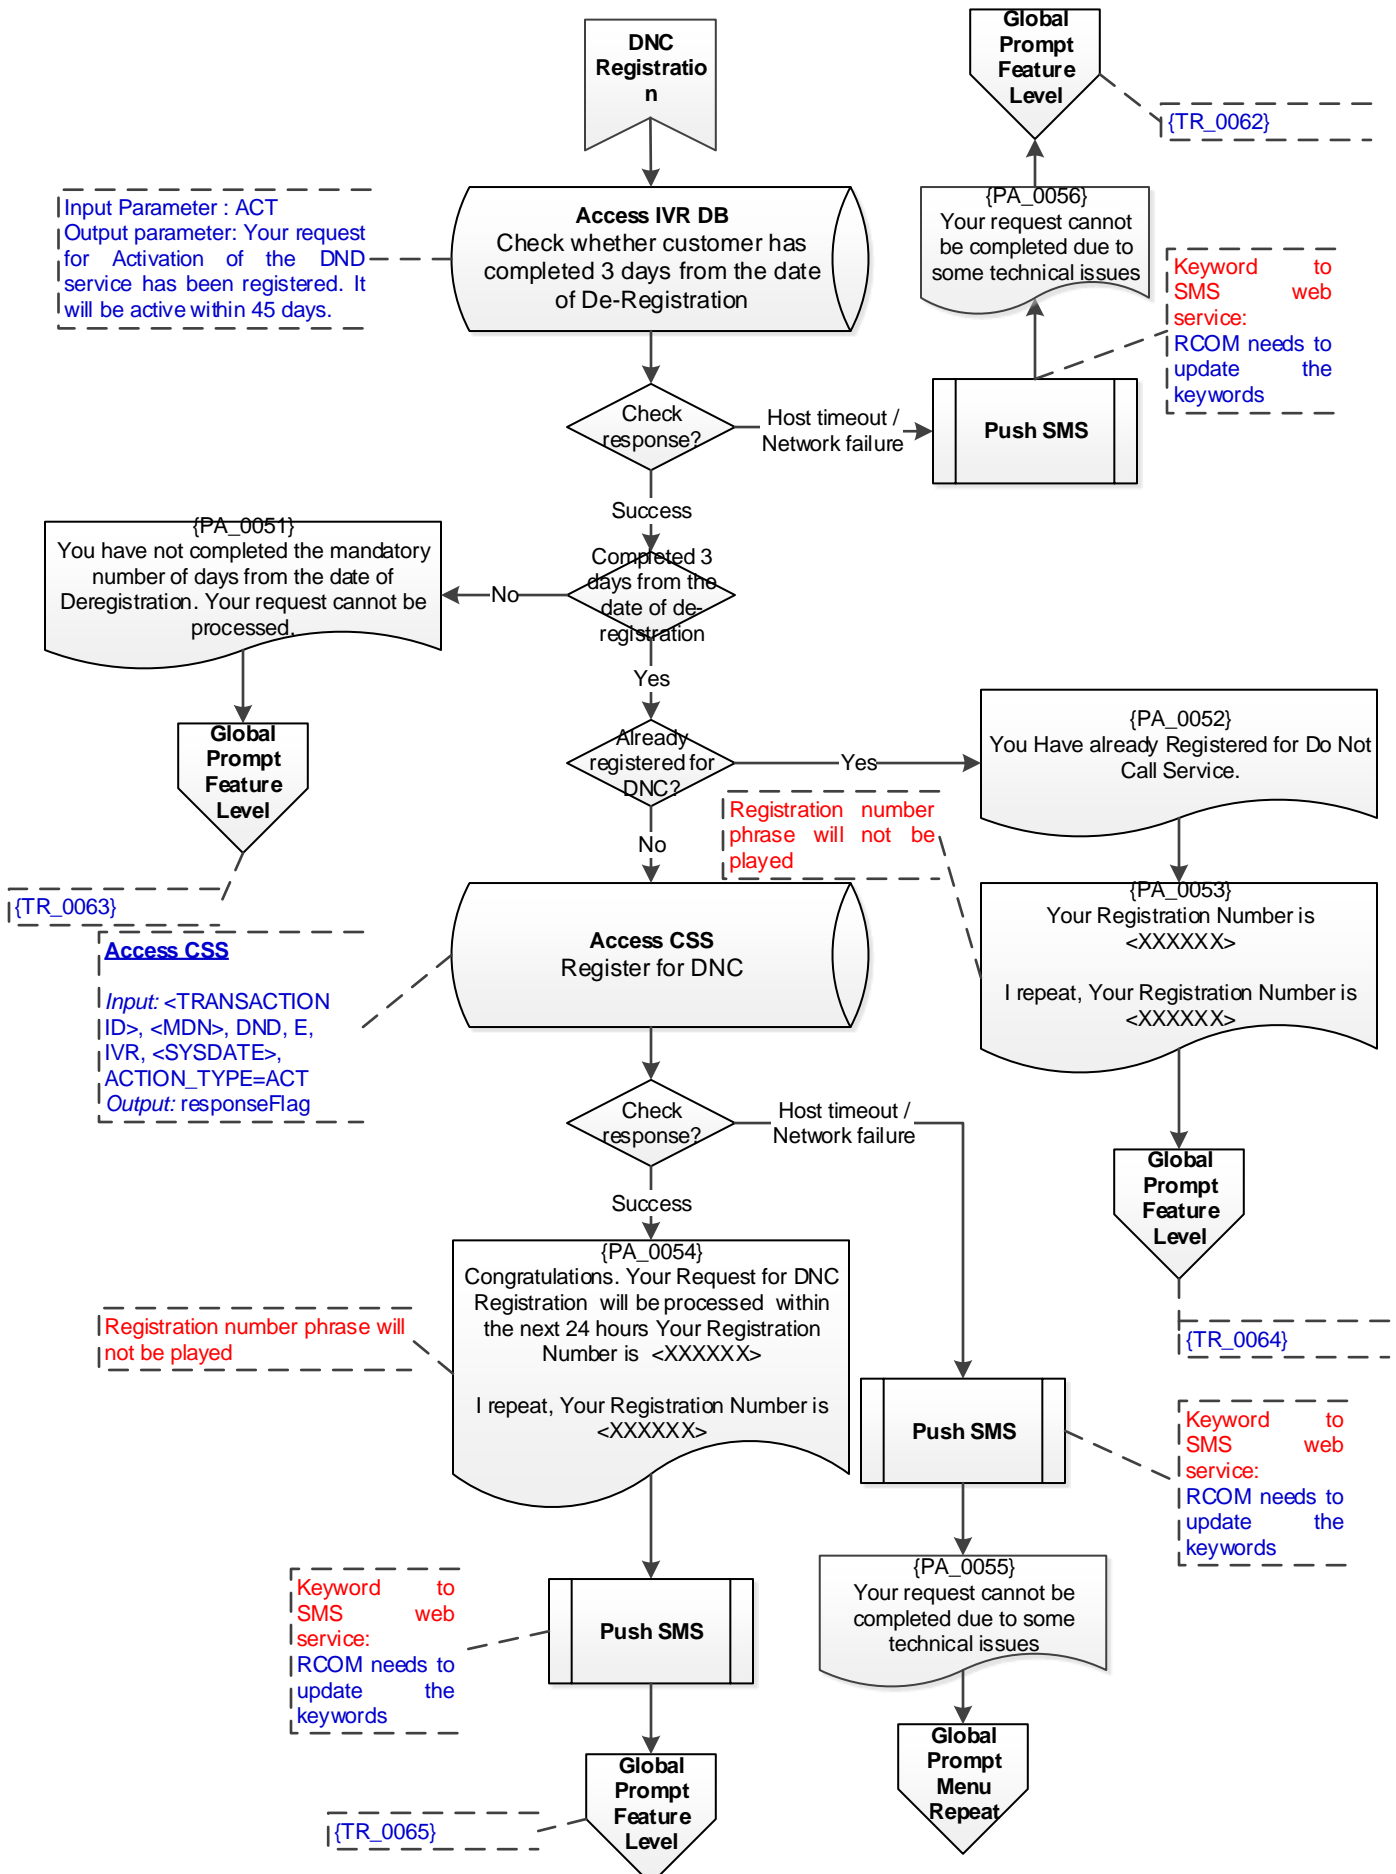 DNC
Registratio
n
Global
Prompt
Feature
Level
{TR_0062}
Input Parameter : ACT
Output parameter: Your request
for Activation of the DND
service has been registered. It
will be active within 45 days.
Access IVR DB
Check whether customer has
completed 3 days from the date
of De-Registration
{PA_0056}
Your request cannot
be completed due to
some technical issues
Keyword to
SMS web
service:
RCOM needs to
update the
keywords
Check
response?
Host timeout /
Network failure
Push SMS
Success
{PA_0051}
You have not completed the mandatory
number of days from the date of
Deregistration. Your request cannot be
processed.
No
Completed 3
days from the
date of de-
registration
Yes
Global
Prompt
Feature
Level
{TR_0063}
Already
registered for
DNC?
Yes
{PA_0052}
You Have already Registered for Do Not
Call Service.
Registration number
phrase will not be
played
No
{PA_0053}
Your Registration Number is
<XXXXXX>
I repeat, Your Registration Number is
<XXXXXX>
Access CSS
Register for DNC
Access CSS
Input: <TRANSACTION
ID>, <MDN>, DND, E,
IVR, <SYSDATE>,
ACTION_TYPE=ACT
Output: responseFlag
Check
response?
Host timeout /
Network failure
Global
Prompt
Feature
Level
{TR_0064}
Success
{PA_0054}
Congratulations. Your Request for DNC
Registration will be processed within
the next 24 hours Your Registration
Number is <XXXXXX>
I repeat, Your Registration Number is
<XXXXXX>
Registration number phrase will
not be played
Push SMS
Keyword to
SMS web
service:
RCOM needs to
update the
keywords
{PA_0055}
Your request cannot be
completed due to some
technical issues
Keyword to
SMS web
service:
RCOM needs to
update the
keywords
Push SMS
Global
Prompt
Menu
Repeat
Global
Prompt
Feature
Level
{TR_0065}